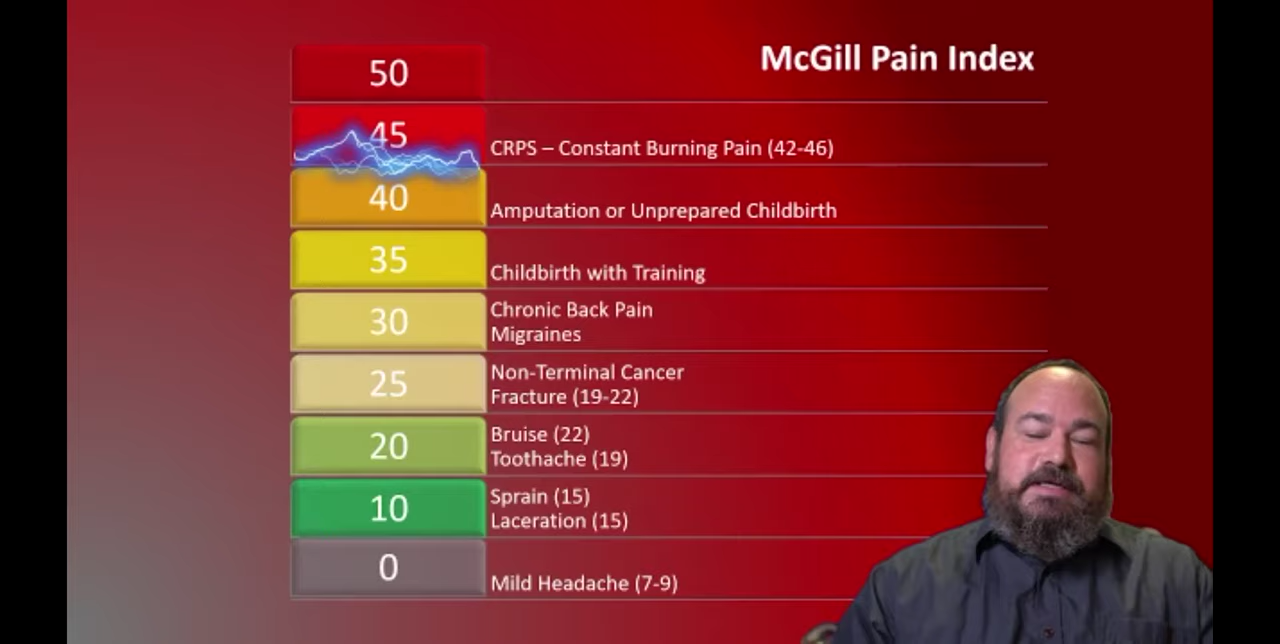 McGill Pain Index
50
45
CRPS – Constant Burning Pain (42-46)
40
Amputation or Unprepared Childbirth
35
Childbirth with Training
30
Chronic Back Pain
Migraines
25
Non-Terminal Cancer
Fracture (19-22)
20
Bruise (22)
Toothache (19)
10
Sprain (15)
Laceration (15)
0
Mild Headache (7-9)